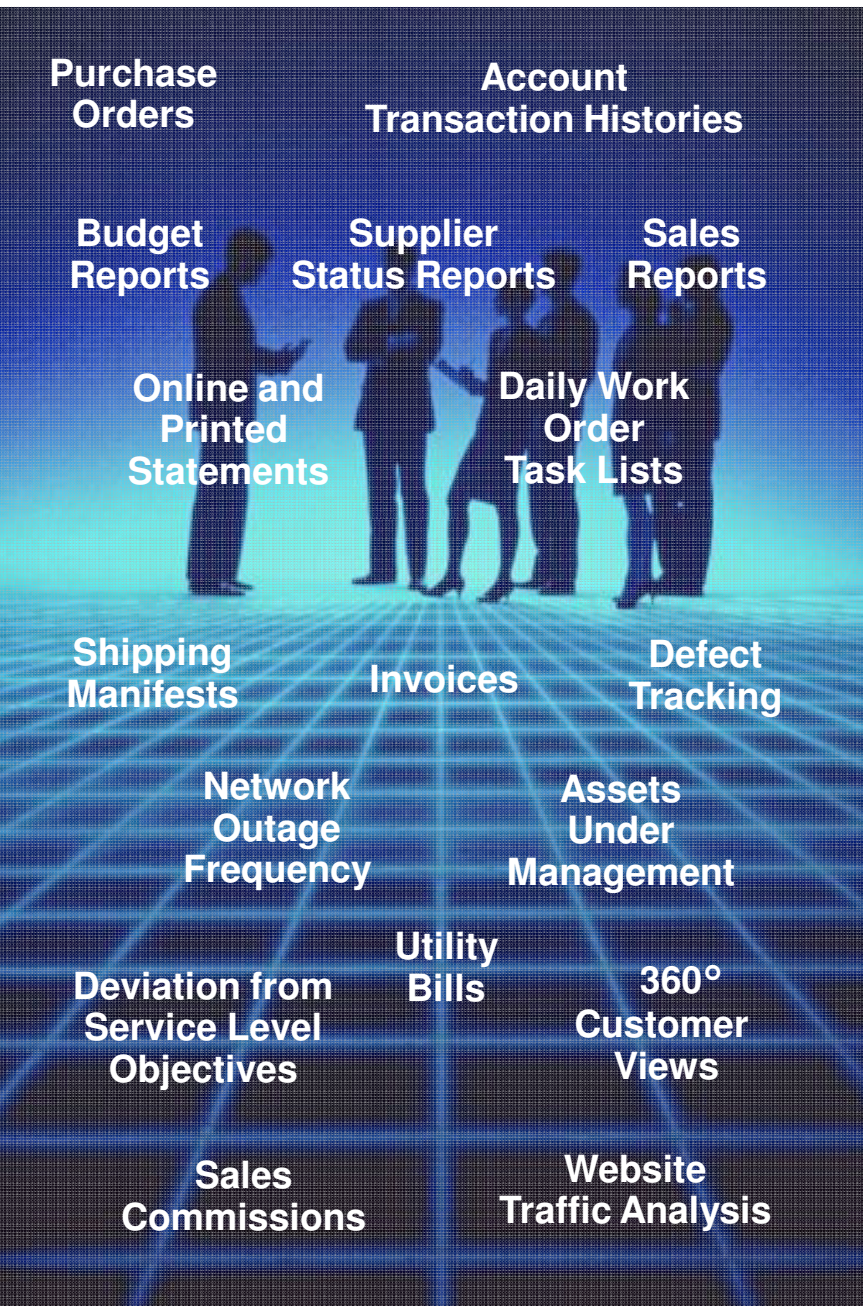 Purchase
Orders
Account
Transaction Histories
Budget
Reports
Supplier
Status Reports
Sales
Reports
Online and
Printed
Statements
Daily Work
Order
Task Lists
Shipping
Manifests
Invoices
Defect
Tracking
Network
Outage
Frequency
Assets
Under
Management
Utility
Bills
Deviation from
Service Level
Objectives
360°
Customer
Views
Sales
Commissions
Website
Traffic Analysis